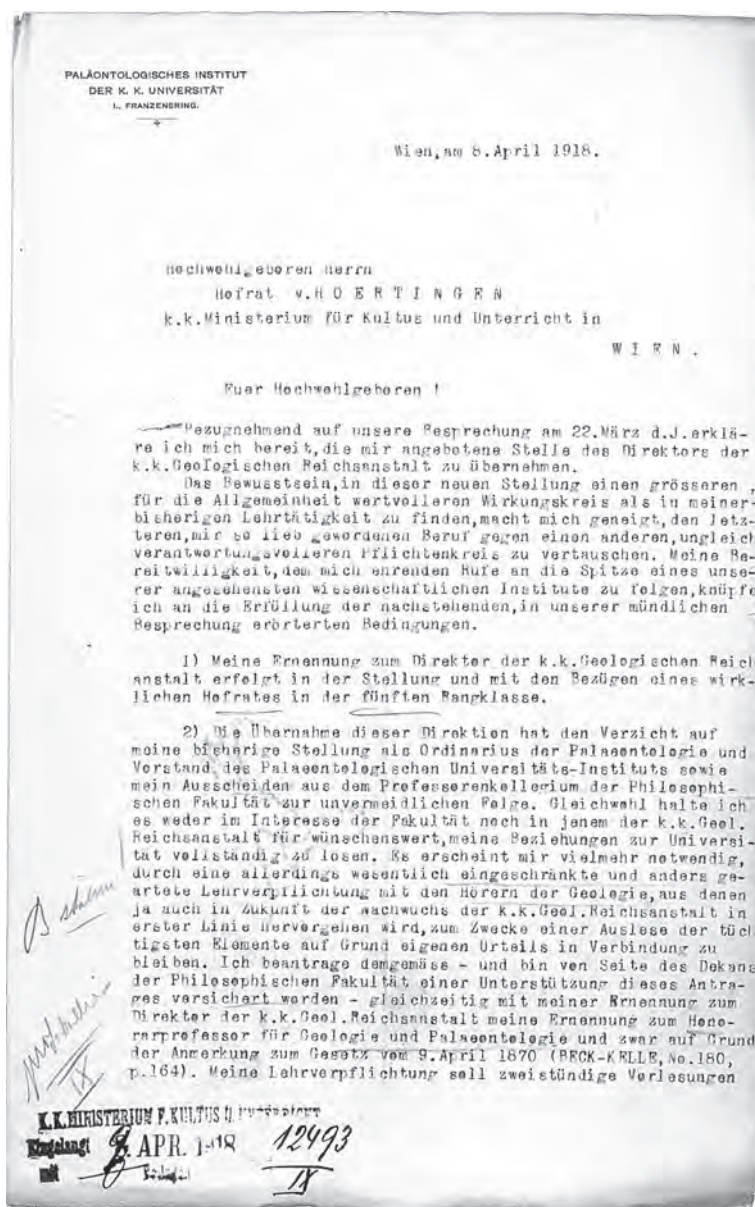 PALÄONTOLOGISCHES INSTITUT
DER K. K. UNIVERSITÄT
I., FRANZENSRING.
Wien,am 8.April 1918.
Hochwohlgeboren Herrn
Hofrat v.HOERTINGEN
k.k.Ministerium für Kultus und Unterricht in
WIEN.
Euer Hochwohlgeboren !
Bezugnehmend auf unsere Besprechung am 22.März d.J.erklä-
re ich mich bereit,die mir angebotene Stelle des Direktors der
k.k.Geologischen Reichsanstalt zu übernehmen.
Das Bewusstsein,in dieser neuen Stellung einen grösseren ,
für die Allgemeinheit wertvolleren Wirkungskreis als in meiner-
bisherigen Lehrtätigkeit zu finden,macht mich geneigt,den letz-
teren,mir so lieb gewordenen Beruf gegen einen anderen,ungleich
verantwortungsvolleren Pflichtenkreis zu vertauschen. Meine Be-
reitwilligkeit,dem mich ehrenden Rufe an die Spitze eines unse-
rer angesehensten wissenschaftlichen Institute zu folgen,knüpfe
ich an die Erfüllung der nachstehenden,in unserer mündlichen
Besprechung erörterten Bedingungen.
1) Meine Ernennung zum Direktor der k.k.Geologischen Reich
anstalt erfolgt in der Stellung und mit den Bezügen eines wirk-
lichen Hofrates in der fünften Rangklasse.
2) Die Übernahme dieser Direktion hat den Verzicht auf
meine bisherige Stellung als Ordinarius der Palaeontologie und
Vorstand des Palaeontologischen Universitäts-Instituts sowie
mein Ausscheiden aus dem Professorenkollegium der Philosophi-
schen Fakultät zur unvermeidlichen Folge. Gleichwohl halte ich
es weder im Interesse der Fakultät noch in jenem der k.k.Geol.
Reichsanstalt für wünschenswert,meine Beziehungen zur Universi-
tät vollständig zu lösen. Es erscheint mir vielmehr notwendig,
durch eine allerdings wesentlich eingeschränkte und anders ge-
artete Lehrverpflichtung mit den Hörern der Geologie,aus denen
ja auch in Zukunft der Nachwuchs der k.k.Geol.Reichsanstalt in
erster Linie hervorgehen wird,zum Zwecke einer Auslese der tüch
tigsten Elemente auf Grund eigenen Urteils in Verbindung zu
bleiben. Ich beantrage demgemäss - und bin von Seite des Dekans
der Philosophischen Fakultät einer Unterstützung dieses Antra-
ges versichert worden - gleichzeitig mit meiner Ernennung zum
Direktor der k.k.Geol.Reichsanstalt meine Ernennung zum Hono-
rarprofessor für Geologie und Palaeontologie und zwar auf Grund
der Anmerkung zum Gesetz vom 9.April 1870 (BECK-KELLE,No.180,
p.164). Meine Lehrverpflichtung soll zweistündige Vorlesungen
IX
K.K.MINISTERIUM F.KULTUS U.
Eingelangt APR. 1918 12493
mit
IX